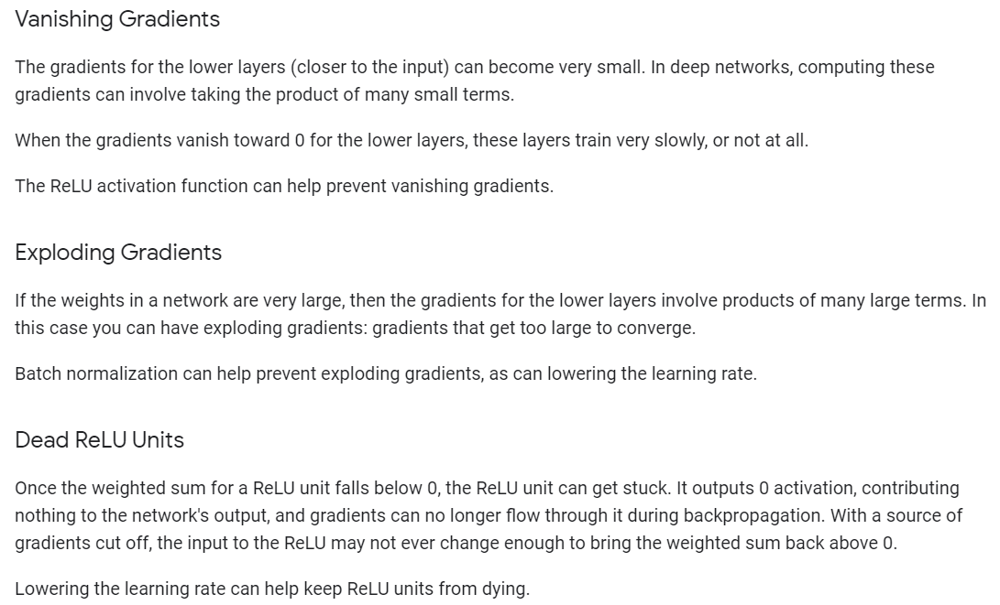 Vanishing Gradients
The gradients for the lower layers (closer to the input) can become very small. In deep networks, computing these
gradients can involve taking the product of many small terms.
When the gradients vanish toward 0 for the lower layers, these layers train very slowly, or not at all.
The ReLU activation function can help prevent vanishing gradients.
Exploding Gradients
If the weights in a network are very large, then the gradients for the lower layers involve products of many large terms. In
this case you can have exploding gradients: gradients that get too large to converge.
Batch normalization can help prevent exploding gradients, as can lowering the learning rate.
Dead ReLU Units
Once the weighted sum for a ReLU unit falls below 0, the ReLU unit can get stuck. It outputs 0 activation, contributing
nothing to the network's output, and gradients can no longer flow through it during backpropagation. With a source of
gradients cut off, the input to the ReLU may not ever change enough to bring the weighted sum back above 0.
Lowering the learning rate can help keep ReLU units from dying.